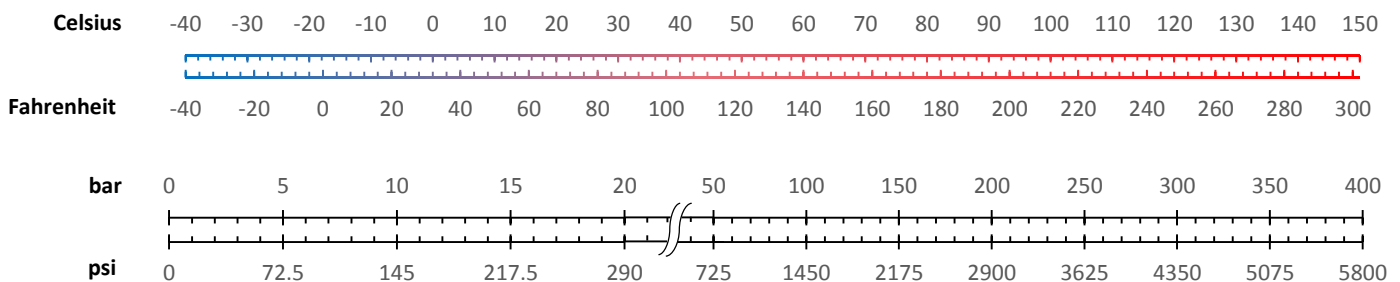 Celsius -40 -30 -20 -10 0 10 20 30 40 50 60 70 80 90 100 110 120 130 140 150
Fahrenheit -40 -20 0 20 40 60 80 100 120 140 160 180 200 220 240 260 280 300
bar 0 5 10 15 20 50 100 150 200 250 300 350 400
psi 0 72.5 145 217.5 290 725 1450 2175 2900 3625 4350 5075 5800